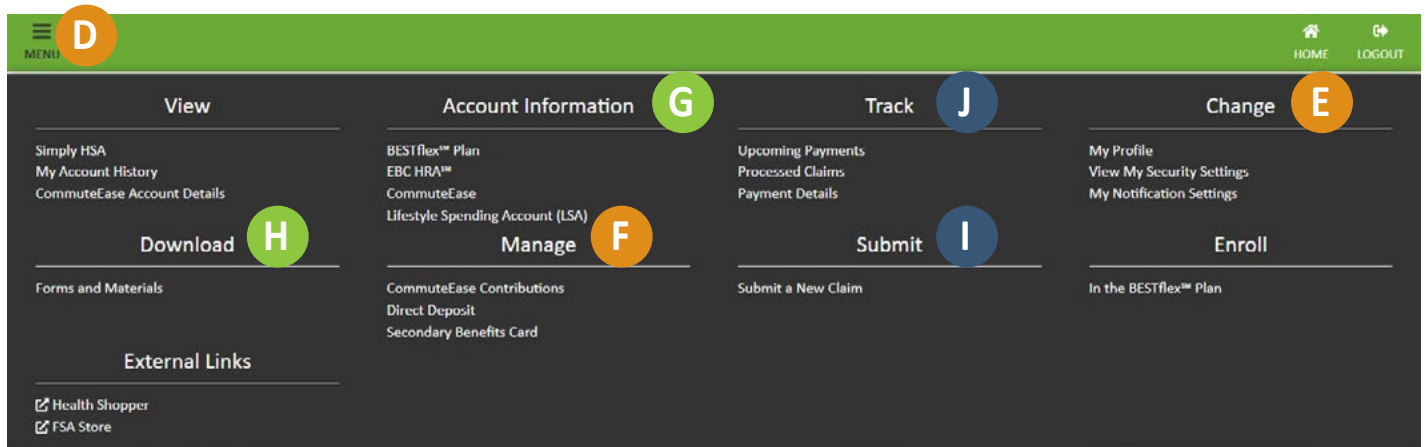 MENU D HOME LOGOUT
View
Simply HSA
My Account History
CommuteEase Account Details
Account Information G
BESTflex℠ Plan
EBC HRA℠
CommuteEase
Lifestyle Spending Account (LSA)
Track J
Upcoming Payments
Processed Claims
Payment Details
Change E
My Profile
View My Security Settings
My Notification Settings
Download H
Forms and Materials
Manage F
CommuteEase Contributions
Direct Deposit
Secondary Benefits Card
Submit I
Submit a New Claim
Enroll
In the BESTflex℠ Plan
External Links
Health Shopper
FSA Store